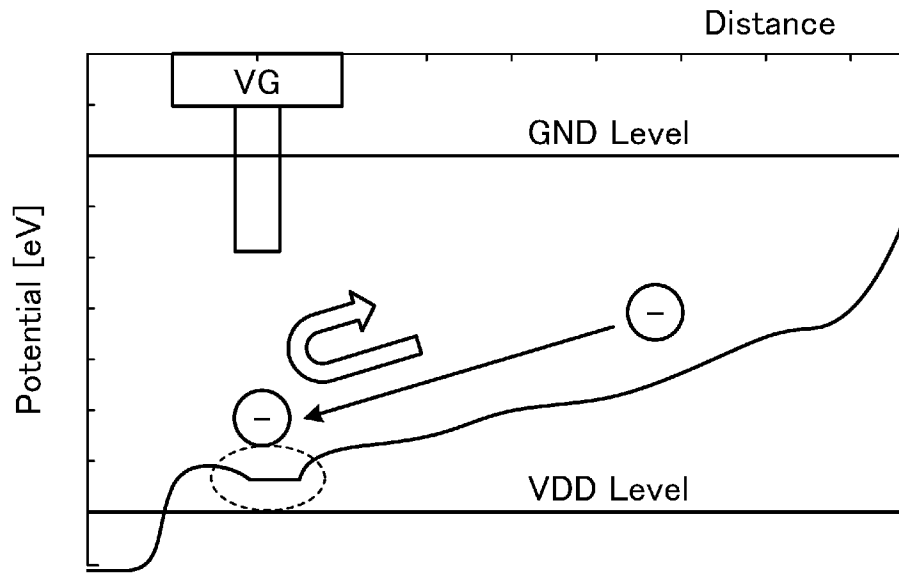 Distance
VG
GND Level
Potential [eV]
−
−
VDD Level